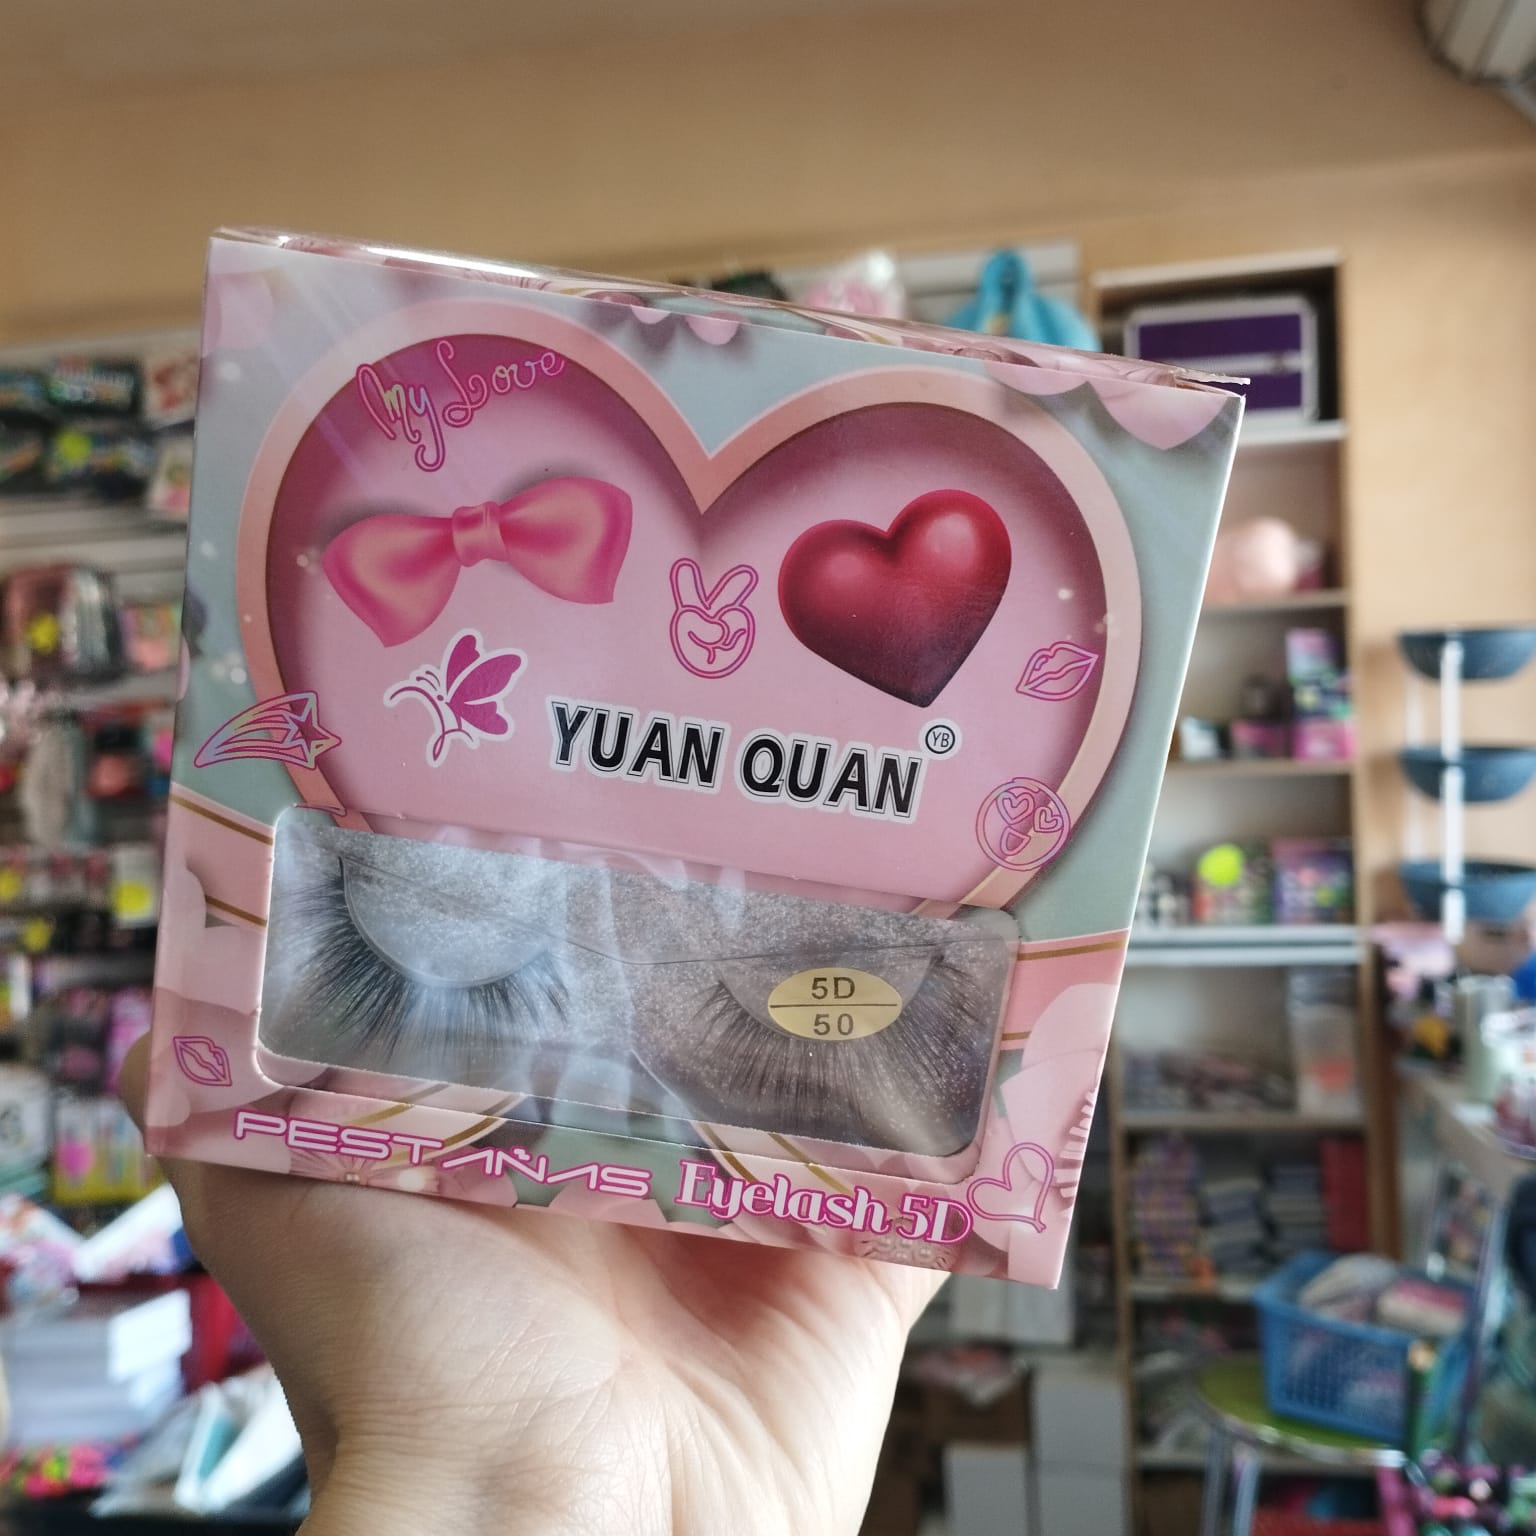 My Love
YUAN QUAN
YB
5D
50
PESTAÑAS Eyelash 5D